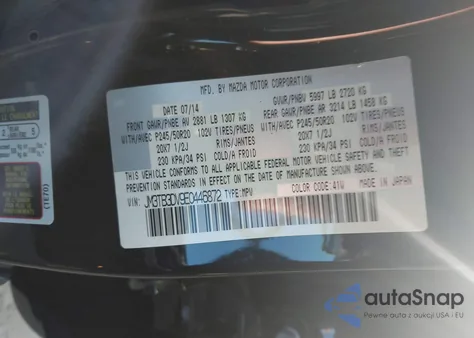 MFD. BY MAZDA MOTOR CORPORATION
DATE 07/14 GVWR/PNBV 5997 LB 2720 KG
FRONT GAWR/PNBE AV 2881 LB 1307 KG REAR GAWR/PNBE AR 3214 LB 1458 KG
WITH/AVEC P245/50R20 102V TIRES/PNEUS WITH/AVEC P245/50R20 102V TIRES/PNEUS
20X7 1/2J RIMS/JANTES 20X7 1/2J RIMS/JANTES
230 KPA/34 PSI COLD/A FROID 230 KPA/34 PSI COLD/A FROID
THIS VEHICLE CONFORMS TO ALL APPLICABLE FEDERAL MOTOR VEHICLE SAFETY, BUMPER, AND THEFT
PREVENTION STANDARDS IN EFFECT ON THE DATE OF MANUFACTURE SHOWN ABOVE.
VIN: TYPE:MPV COLOR CODE:41W MADE IN JAPAN
(TE70)
autoSnap
Pewne auto z aukcji USA i EU